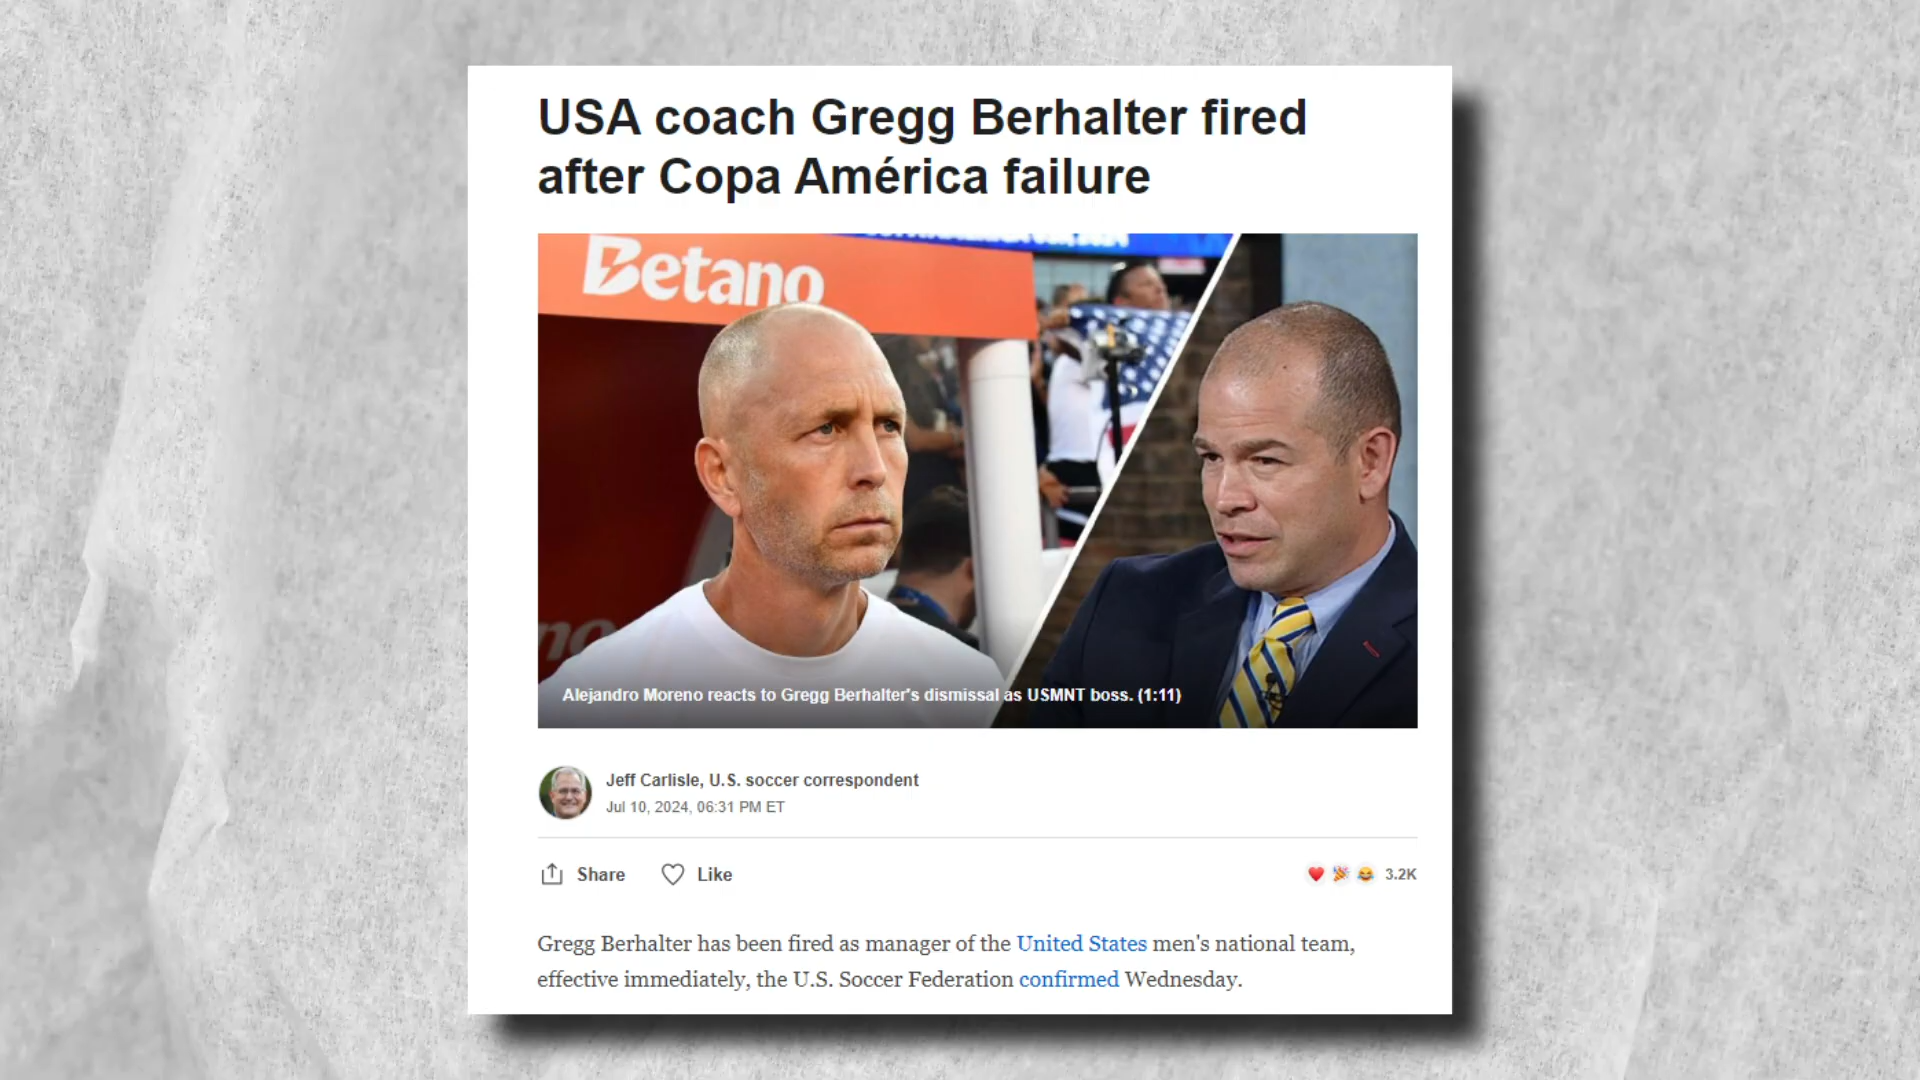 USA coach Gregg Berhalter fired
after Copa América failure
Betano
no
Alejandro Moreno reacts to Gregg Berhalter's dismissal as USMNT boss. (1:11)
Jeff Carlisle, U.S. soccer correspondent
Jul 10, 2024, 06:31 PM ET
Share
Like
3.2K
Gregg Berhalter has been fired as manager of the United States men's national team,
effective immediately, the U.S. Soccer Federation confirmed Wednesday.